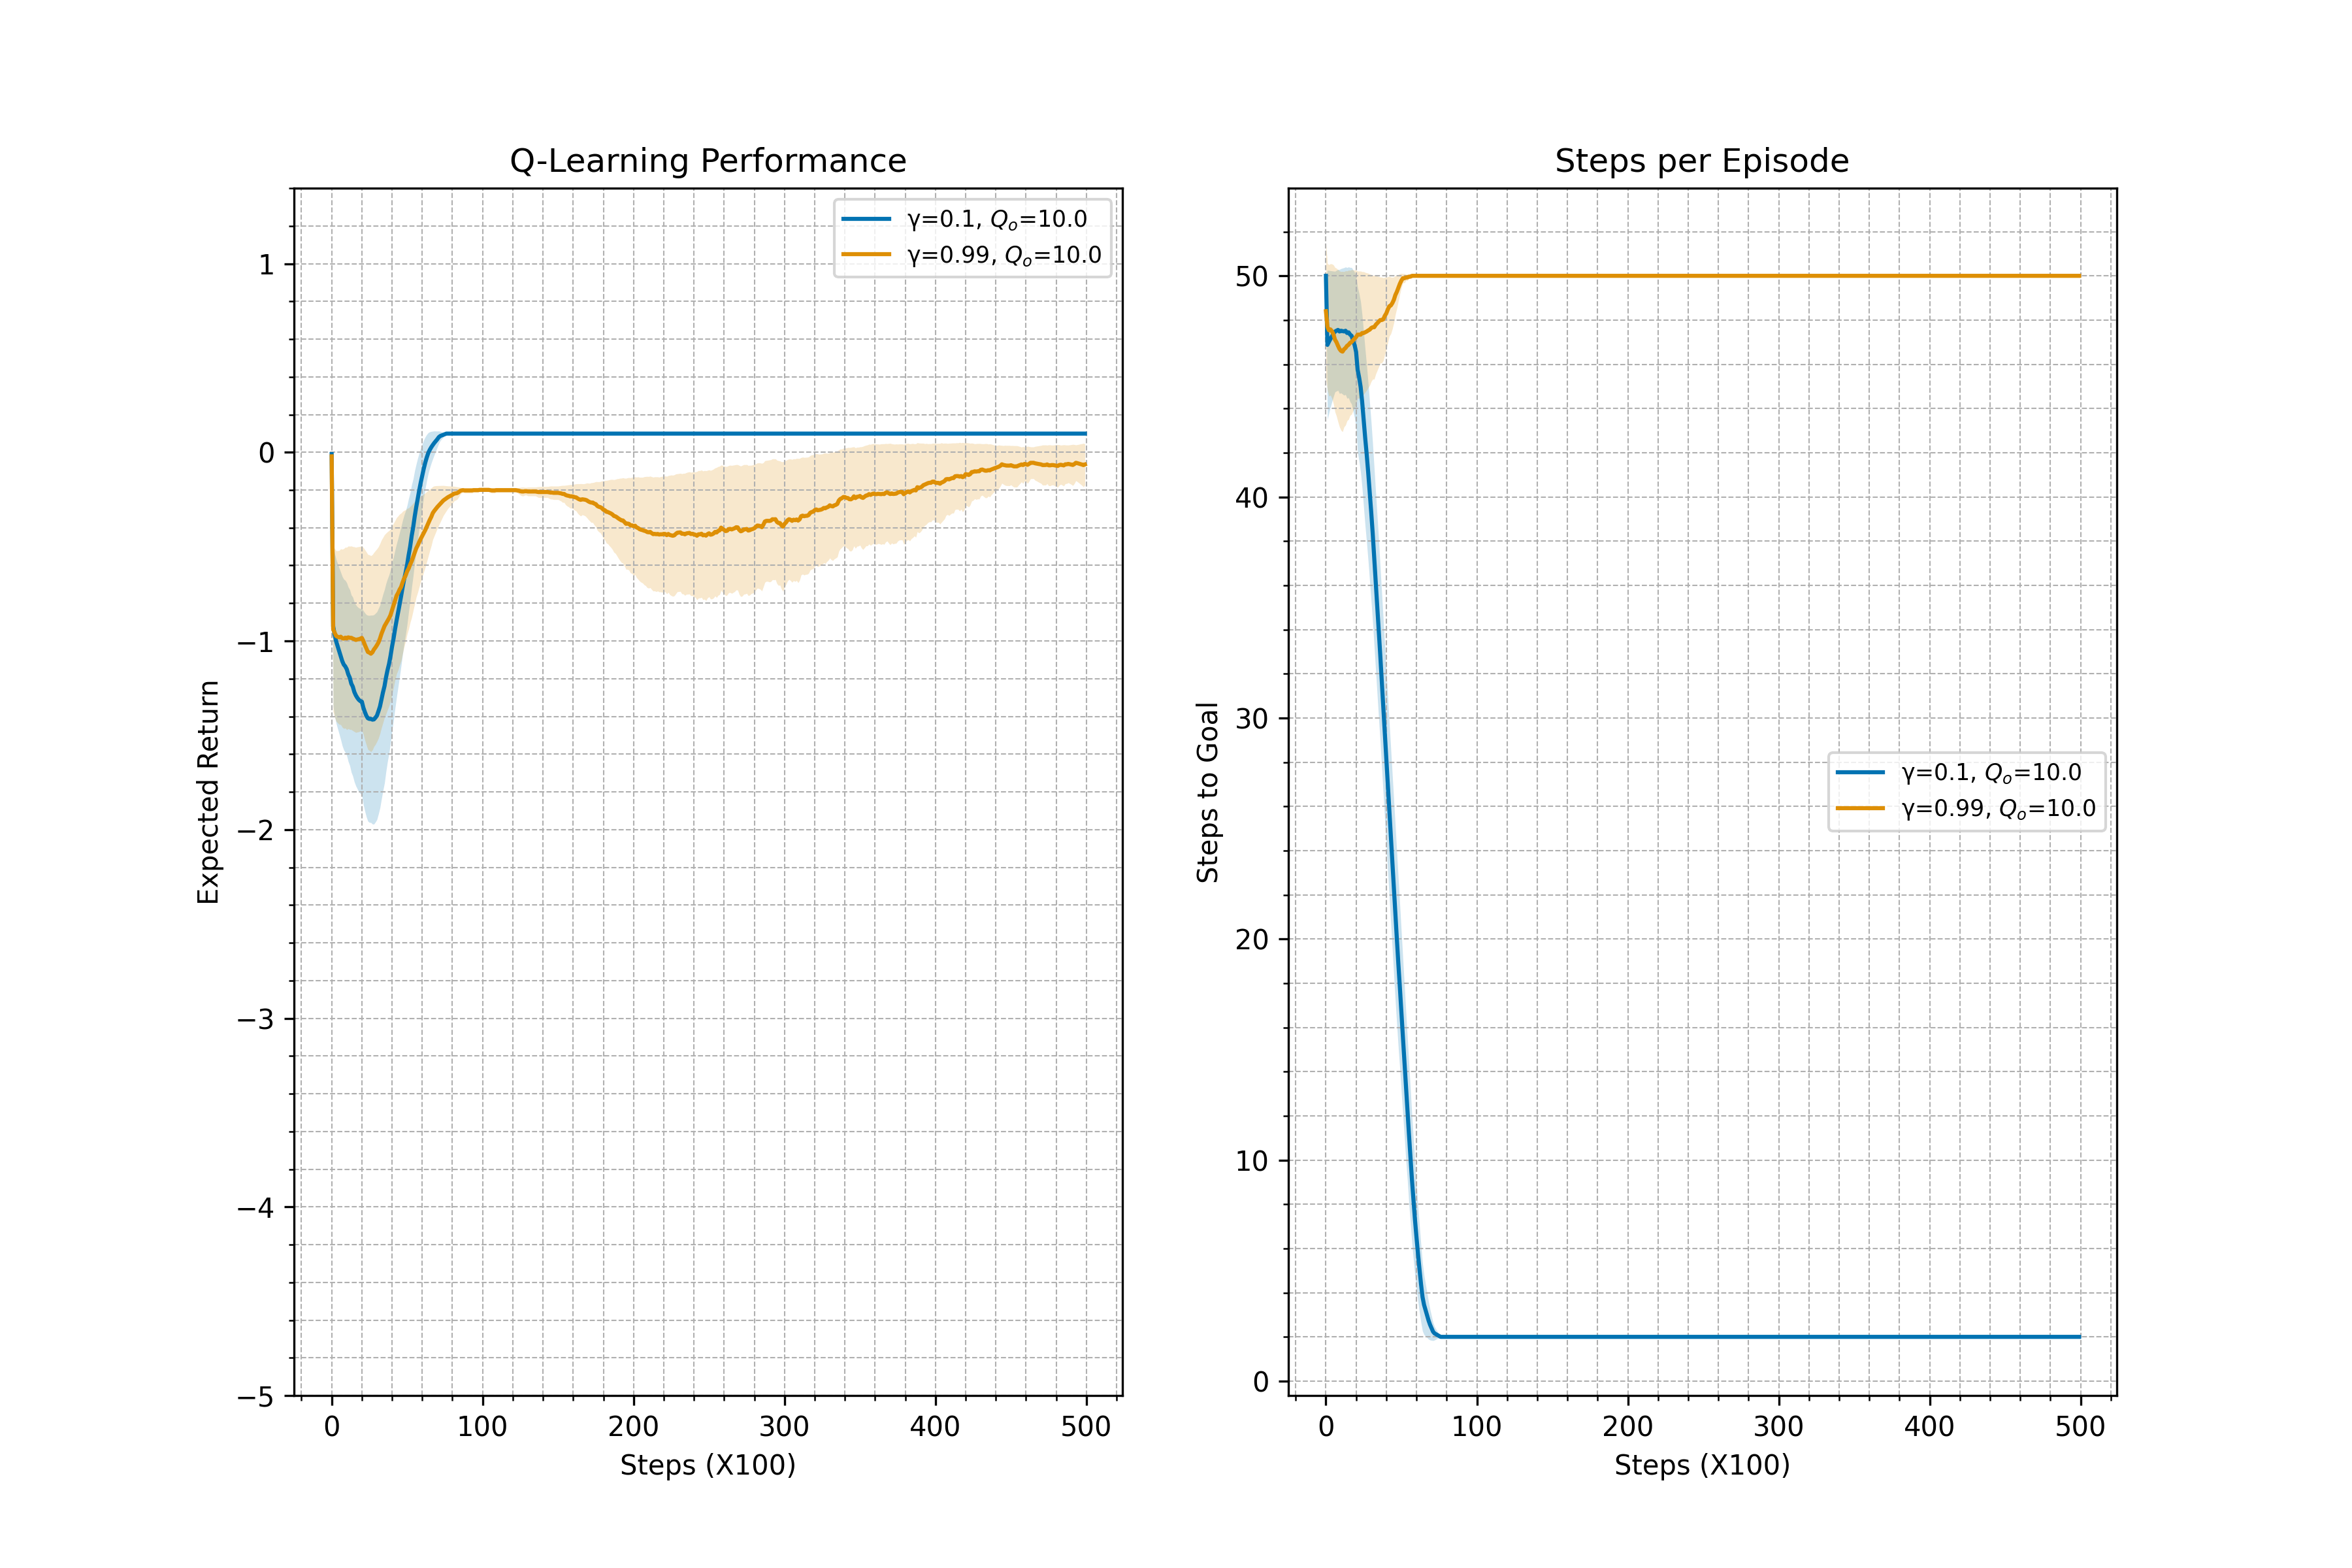 Q-Learning Performance
γ=0.1, Qₒ=10.0
γ=0.99, Qₒ=10.0
1
0
−1
−2
−3
−4
−5
Expected Return
0 100 200 300 400 500
Steps (X100)
Steps per Episode
50
40
30
20
10
0
Steps to Goal
γ=0.1, Qₒ=10.0
γ=0.99, Qₒ=10.0
0 100 200 300 400 500
Steps (X100)